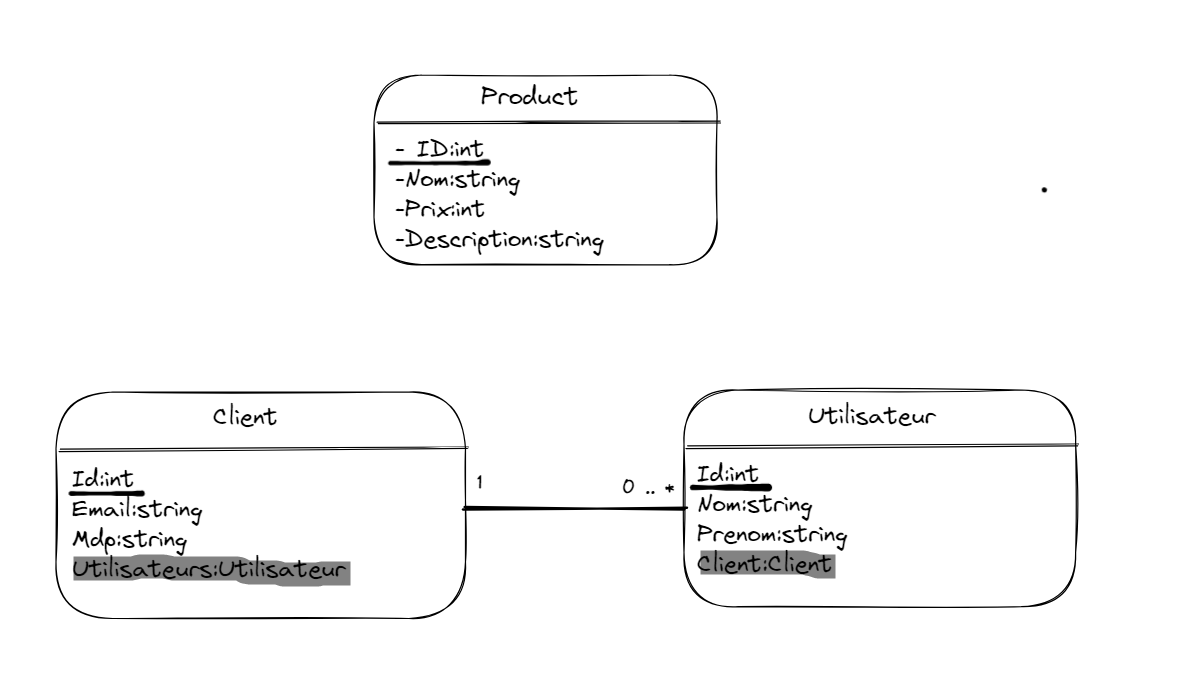 Product
- ID:int
-Nom:string
-Prix:int
-Description:string
Client
Id:int
Email:string
Mdp:string
Utilisateurs:Utilisateur
1
0 .. *
Utilisateur
Id:int
Nom:string
Prenom:string
Client:Client